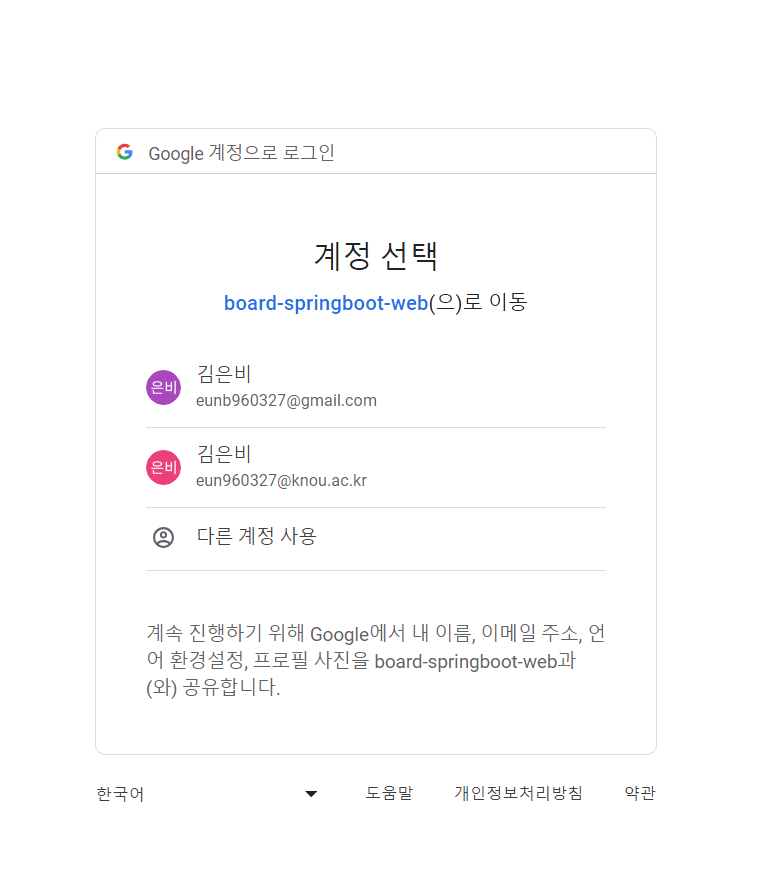 Google 계정으로 로그인
계정 선택
board-springboot-web(으)로 이동
은비
김은비
eunb960327@gmail.com
은비
김은비
eun960327@knou.ac.kr
다른 계정 사용
계속 진행하기 위해 Google에서 내 이름, 이메일 주소, 언
어 환경설정, 프로필 사진을 board-springboot-web과
(와) 공유합니다.
한국어 도움말 개인정보처리방침 약관